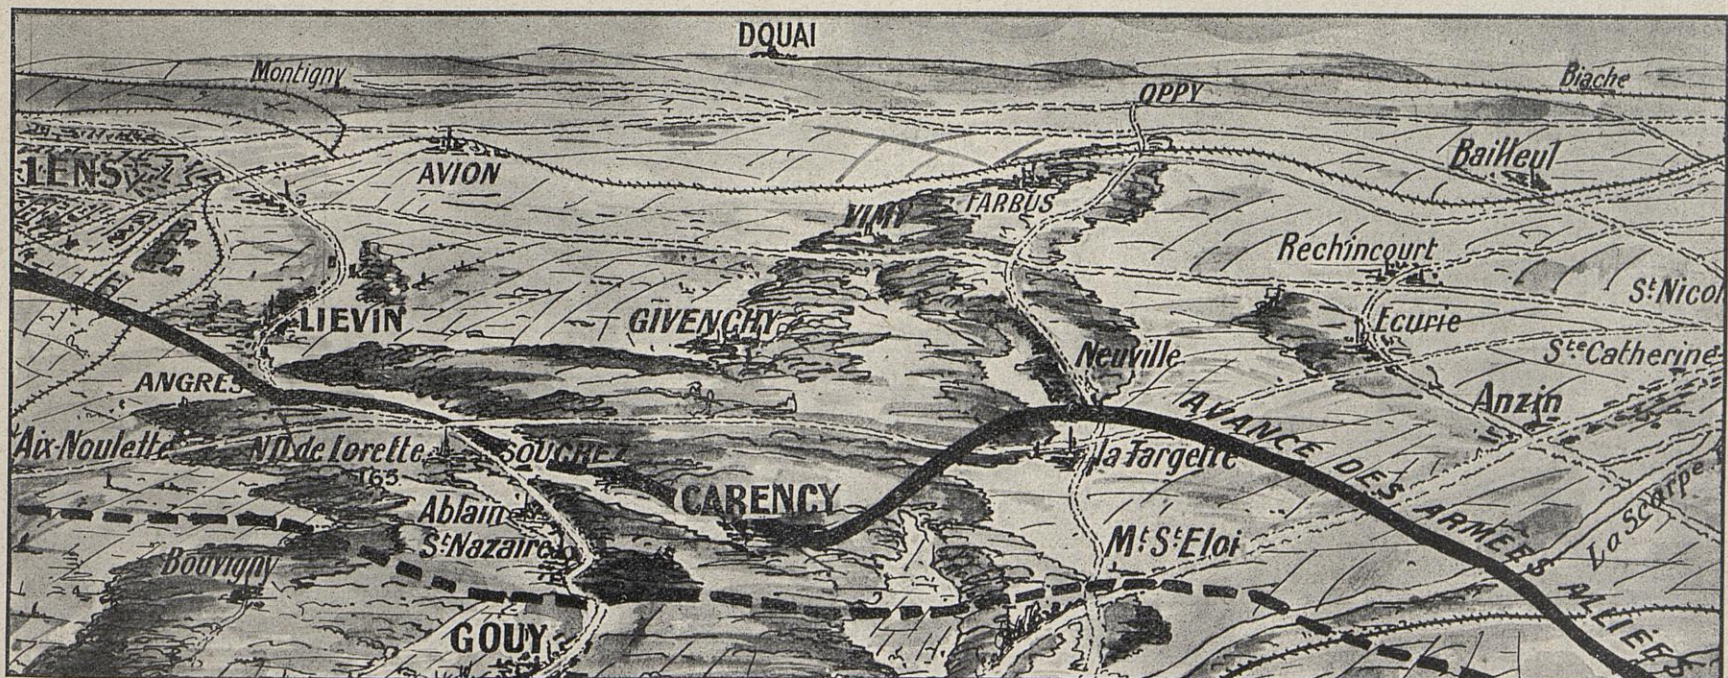 DOUAI
Montigny
Biache
OPPY
LENS
AVION
Bailleul
VIMY
FARBUS
Rechincourt
St Nicol
LIEVIN
GIVENCHY
Ecurie
Neuville
Ste Catherine
ANGRES
Anzin
AVANCE DES ARMÉES ALLIÉES
Aix-Noulette
N.D. de Lorette
165
SOUCHEZ
la Targette
CARENCY
La Scarpe
Ablain
St Nazaire
Mt St Eloi
Bouvigny
GOUY